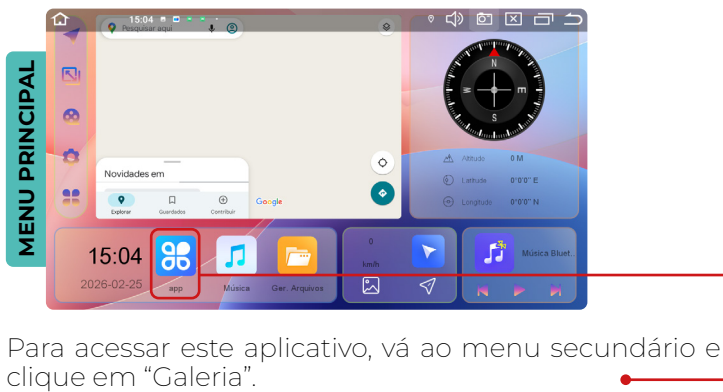 MENU PRINCIPAL
15:04
Pesquisar aqui
Novidades em
Explorar
Guardados
Contribuir
Google
N
W
E
S
Altitude 0 M
Latitude 0°0'0" E
Longitude 0°0'0" N
15:04
2026-02-25
app
Música
Ger. Arquivos
0
km/h
Música Bluet..
Para acessar este aplicativo, vá ao menu secundário e
clique em “Galeria”.